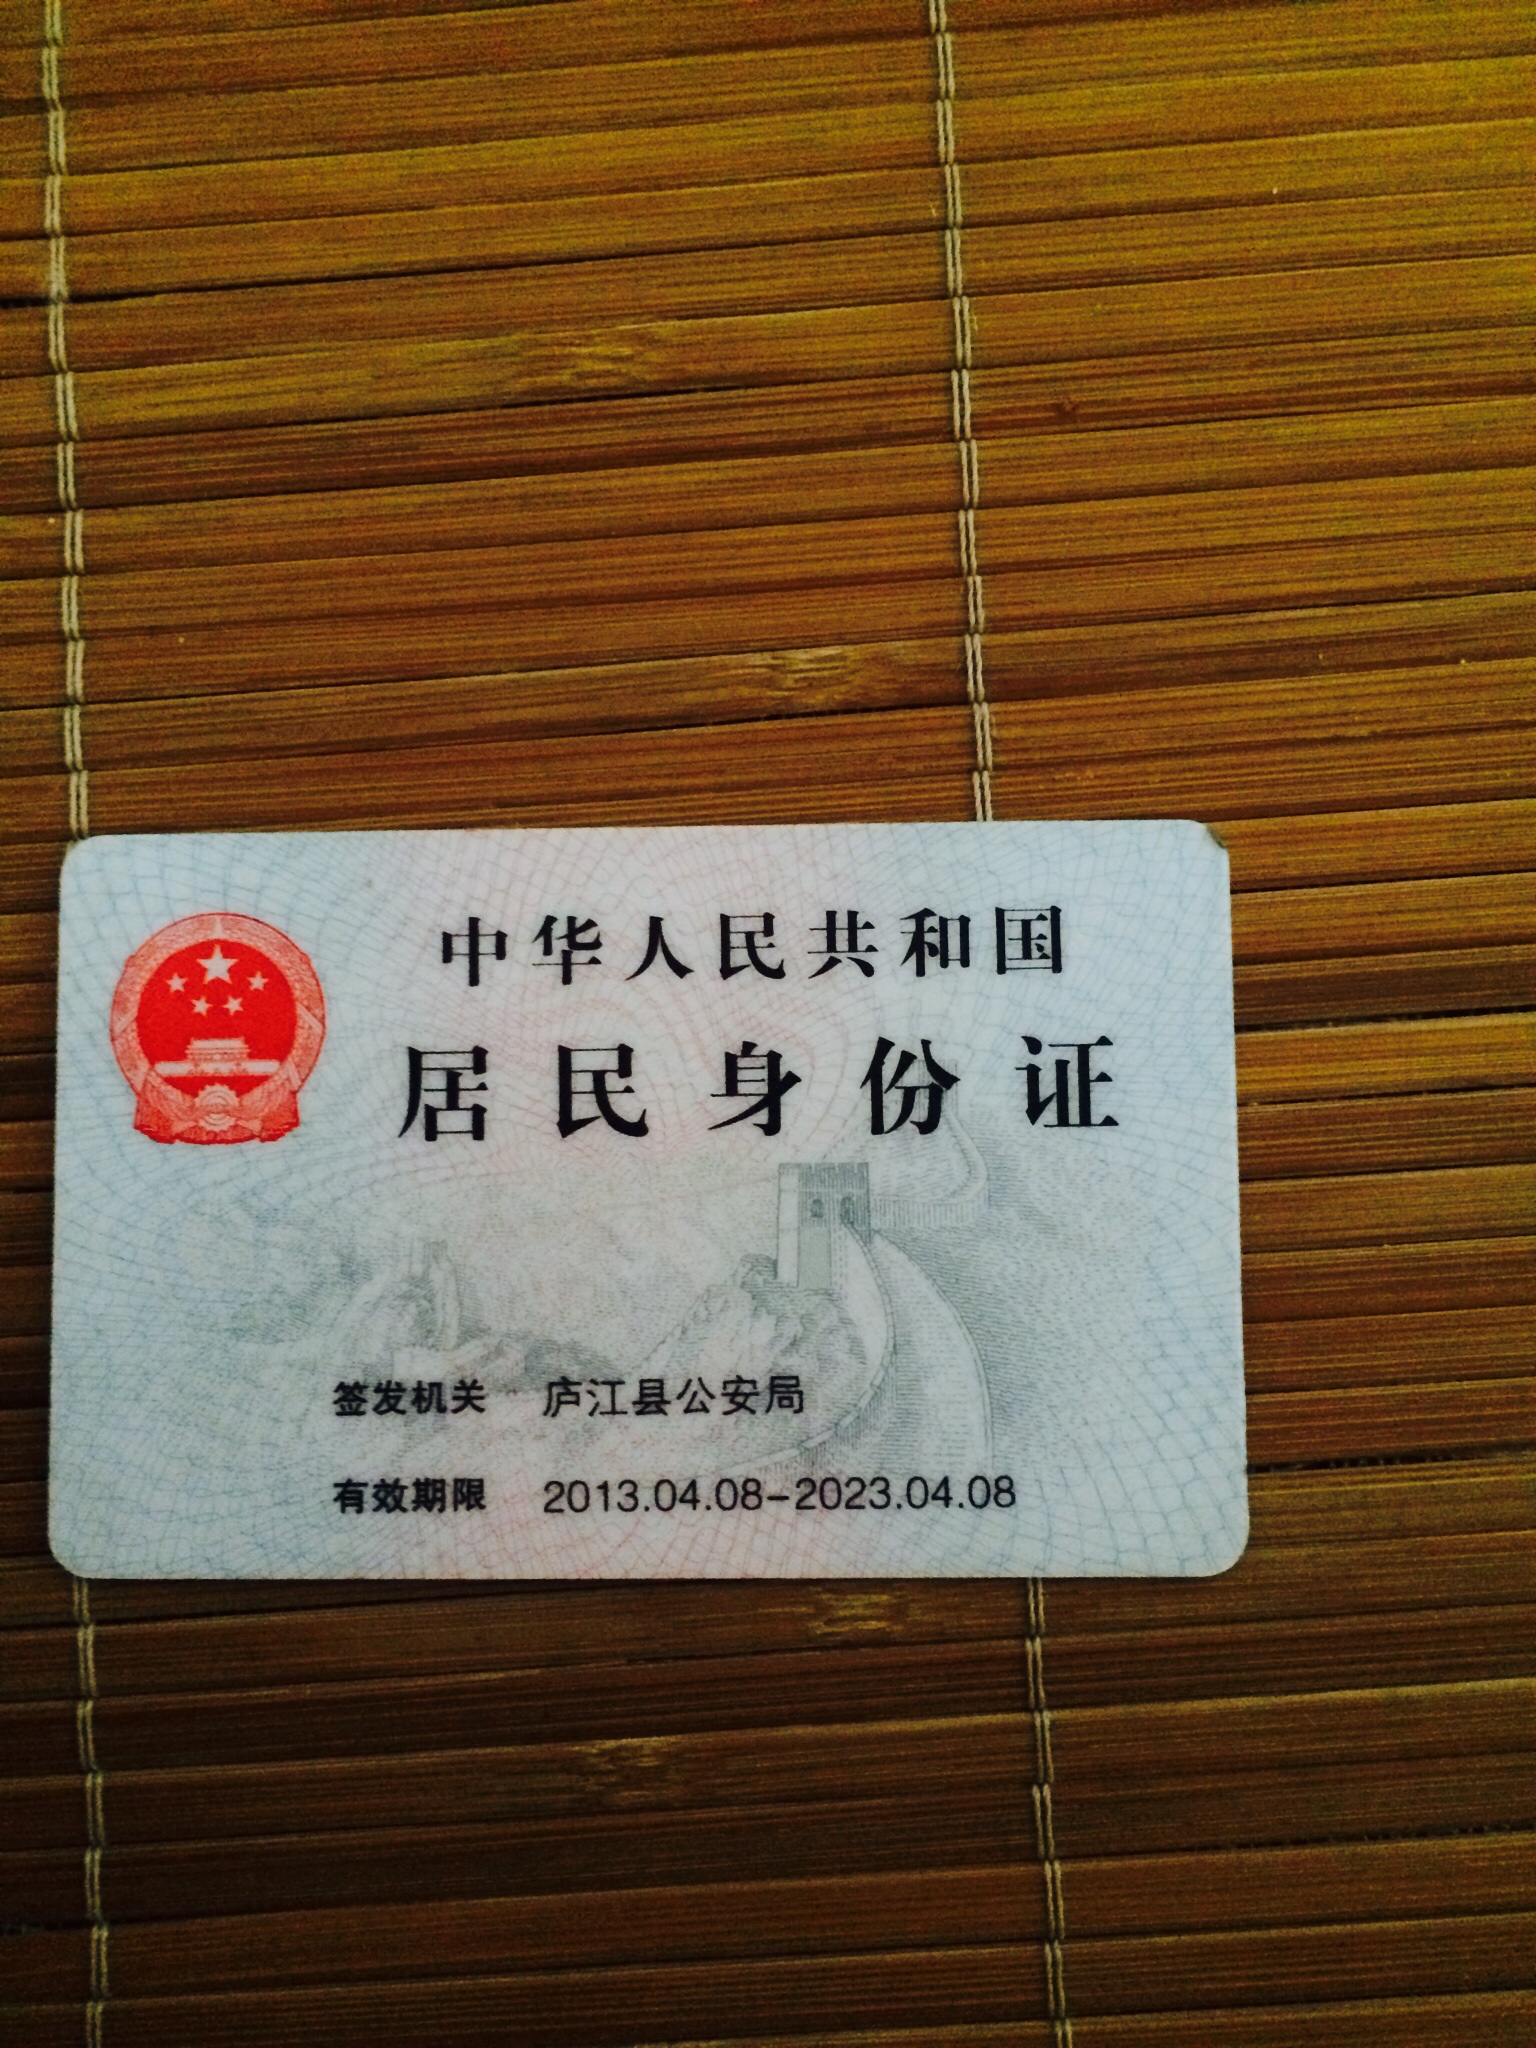 中华人民共和国
居民身份证
签发机关 庐江县公安局
有效期限 2013.04.08-2023.04.08